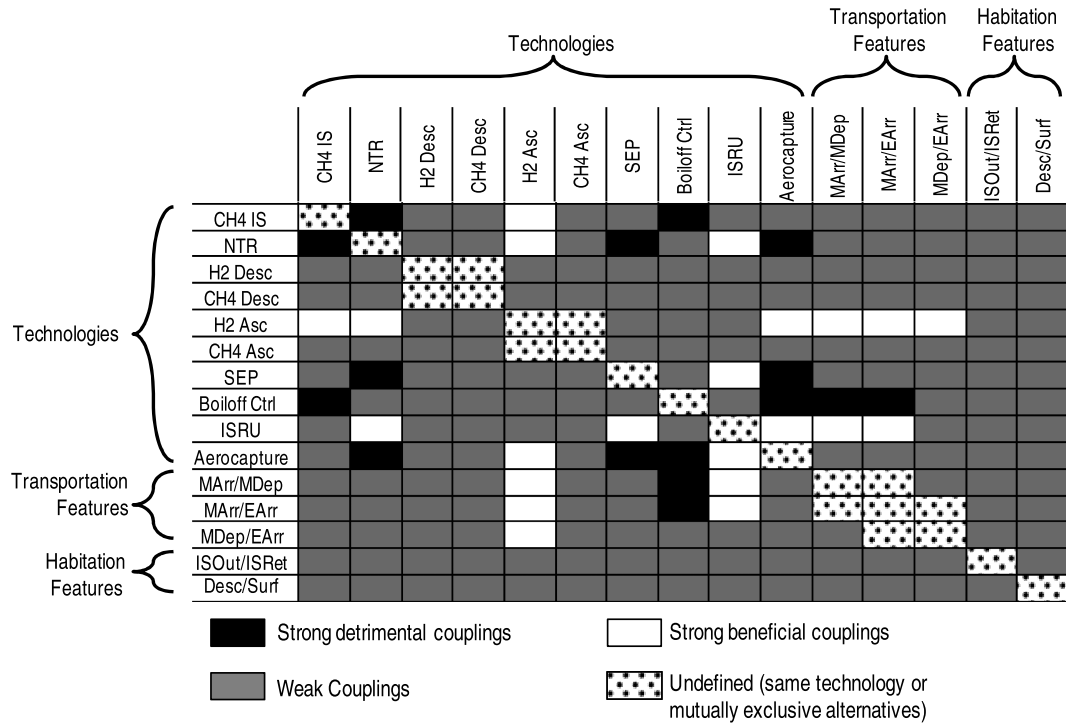 Technologies
Transportation
Features
Habitation
Features
CH4 IS
NTR
H2 Desc
CH4 Desc
H2 Asc
CH4 Asc
SEP
Boiloff Ctrl
ISRU
Aerocapture
MArr/MDep
MArr/EArr
MDep/EArr
ISOut/ISRet
Desc/Surf
Technologies
Transportation
Features
Habitation
Features
CH4 IS
NTR
H2 Desc
CH4 Desc
H2 Asc
CH4 Asc
SEP
Boiloff Ctrl
ISRU
Aerocapture
MArr/MDep
MArr/EArr
MDep/EArr
ISOut/ISRet
Desc/Surf
Strong detrimental couplings
Strong beneficial couplings
Weak Couplings
Undefined (same technology or
mutually exclusive alternatives)